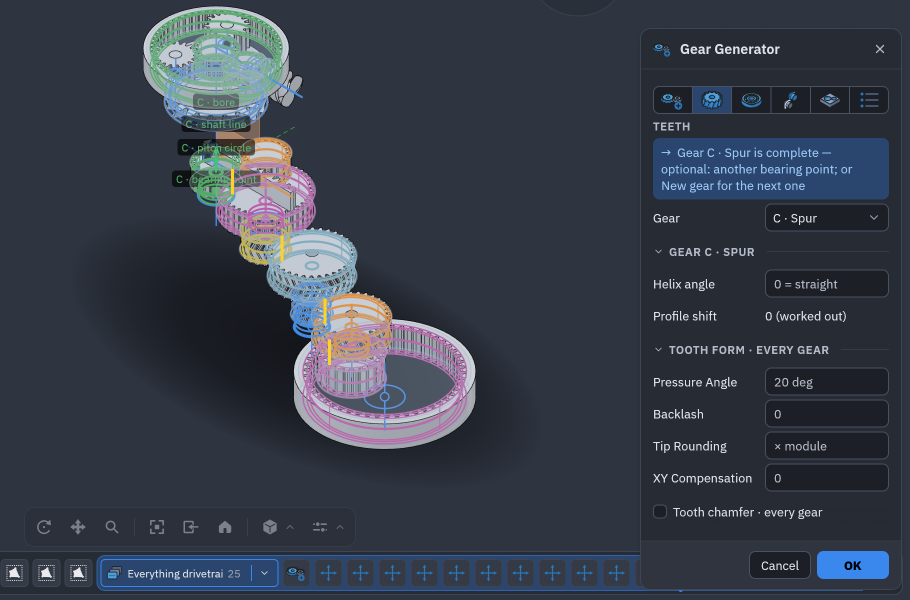 C · bore
C · shaft line
C · pitch circle
C · bearing point
Gear Generator
TEETH
→ Gear C · Spur is complete —
optional: another bearing point; or
New gear for the next one
Gear
C · Spur
GEAR C · SPUR
Helix angle
0 = straight
Profile shift
0 (worked out)
TOOTH FORM · EVERY GEAR
Pressure Angle
20 deg
Backlash
0
Tip Rounding
× module
XY Compensation
0
Tooth chamfer · every gear
Cancel
OK
Everything drivetrai 25